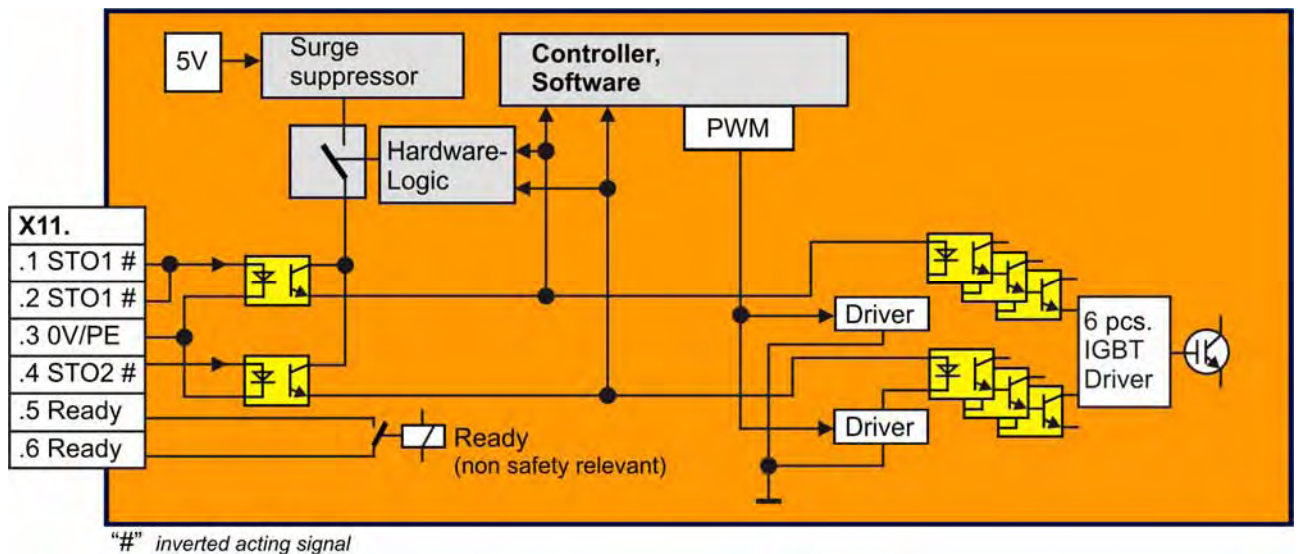 5V
Surge
suppressor
Controller,
Software
PWM
Hardware-
Logic
X11.
.1 STO1 #
.2 STO1 #
.3 0V/PE
.4 STO2 #
.5 Ready
.6 Ready
Ready
(non safety relevant)
Driver
Driver
6 pcs.
IGBT
Driver
“#” inverted acting signal